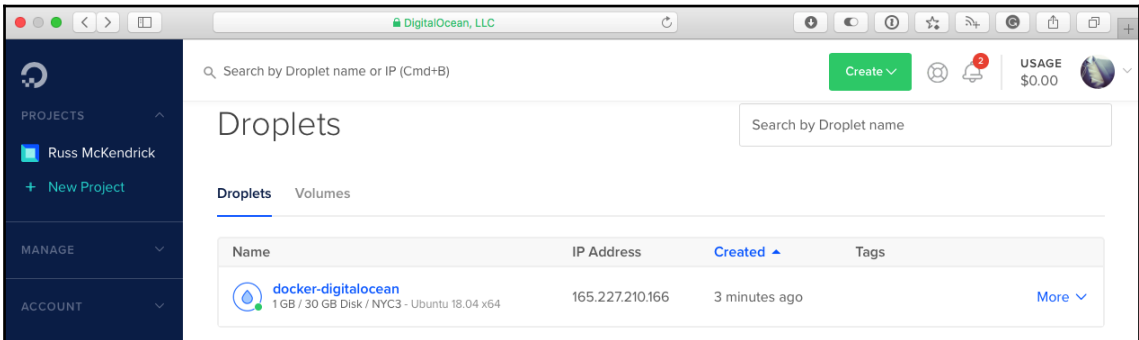 DigitalOcean, LLC
Search by Droplet name or IP (Cmd+B)
Create
2
USAGE
$0.00
PROJECTS
Russ McKendrick
+ New Project
MANAGE
ACCOUNT
Droplets
Search by Droplet name
Droplets Volumes
Name IP Address Created Tags
docker-digitalocean
1 GB / 30 GB Disk / NYC3 - Ubuntu 18.04 x64
165.227.210.166 3 minutes ago More